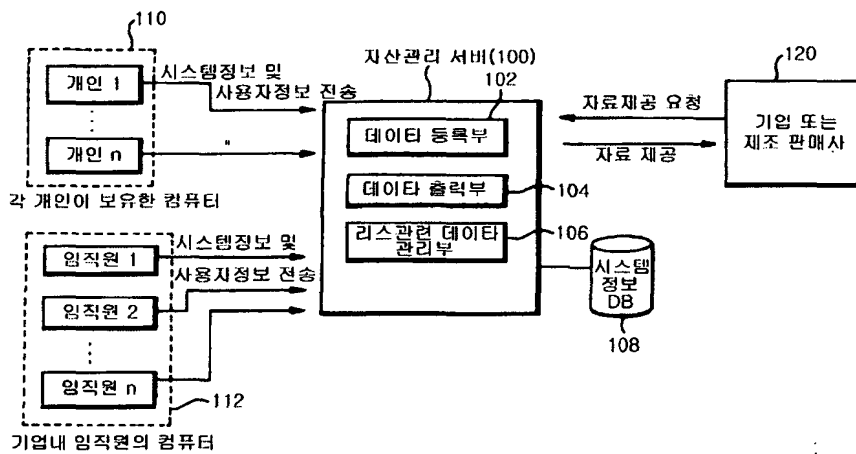 110
개인 1
개인 n
각 개인이 보유한 컴퓨터
시스템정보 및
사용자정보 전송
"
임직원 1
임직원 2
임직원 n
112
기업내 임직원의 컴퓨터
시스템정보 및
사용자정보 전송
자산관리 서버(100)
102
데이타 등록부
데이타 출력부
104
리스관련 데이타
관리부
106
시스템
정보
DB
108
자료제공 요청
자료 제공
120
기업 또는
제조 판매사